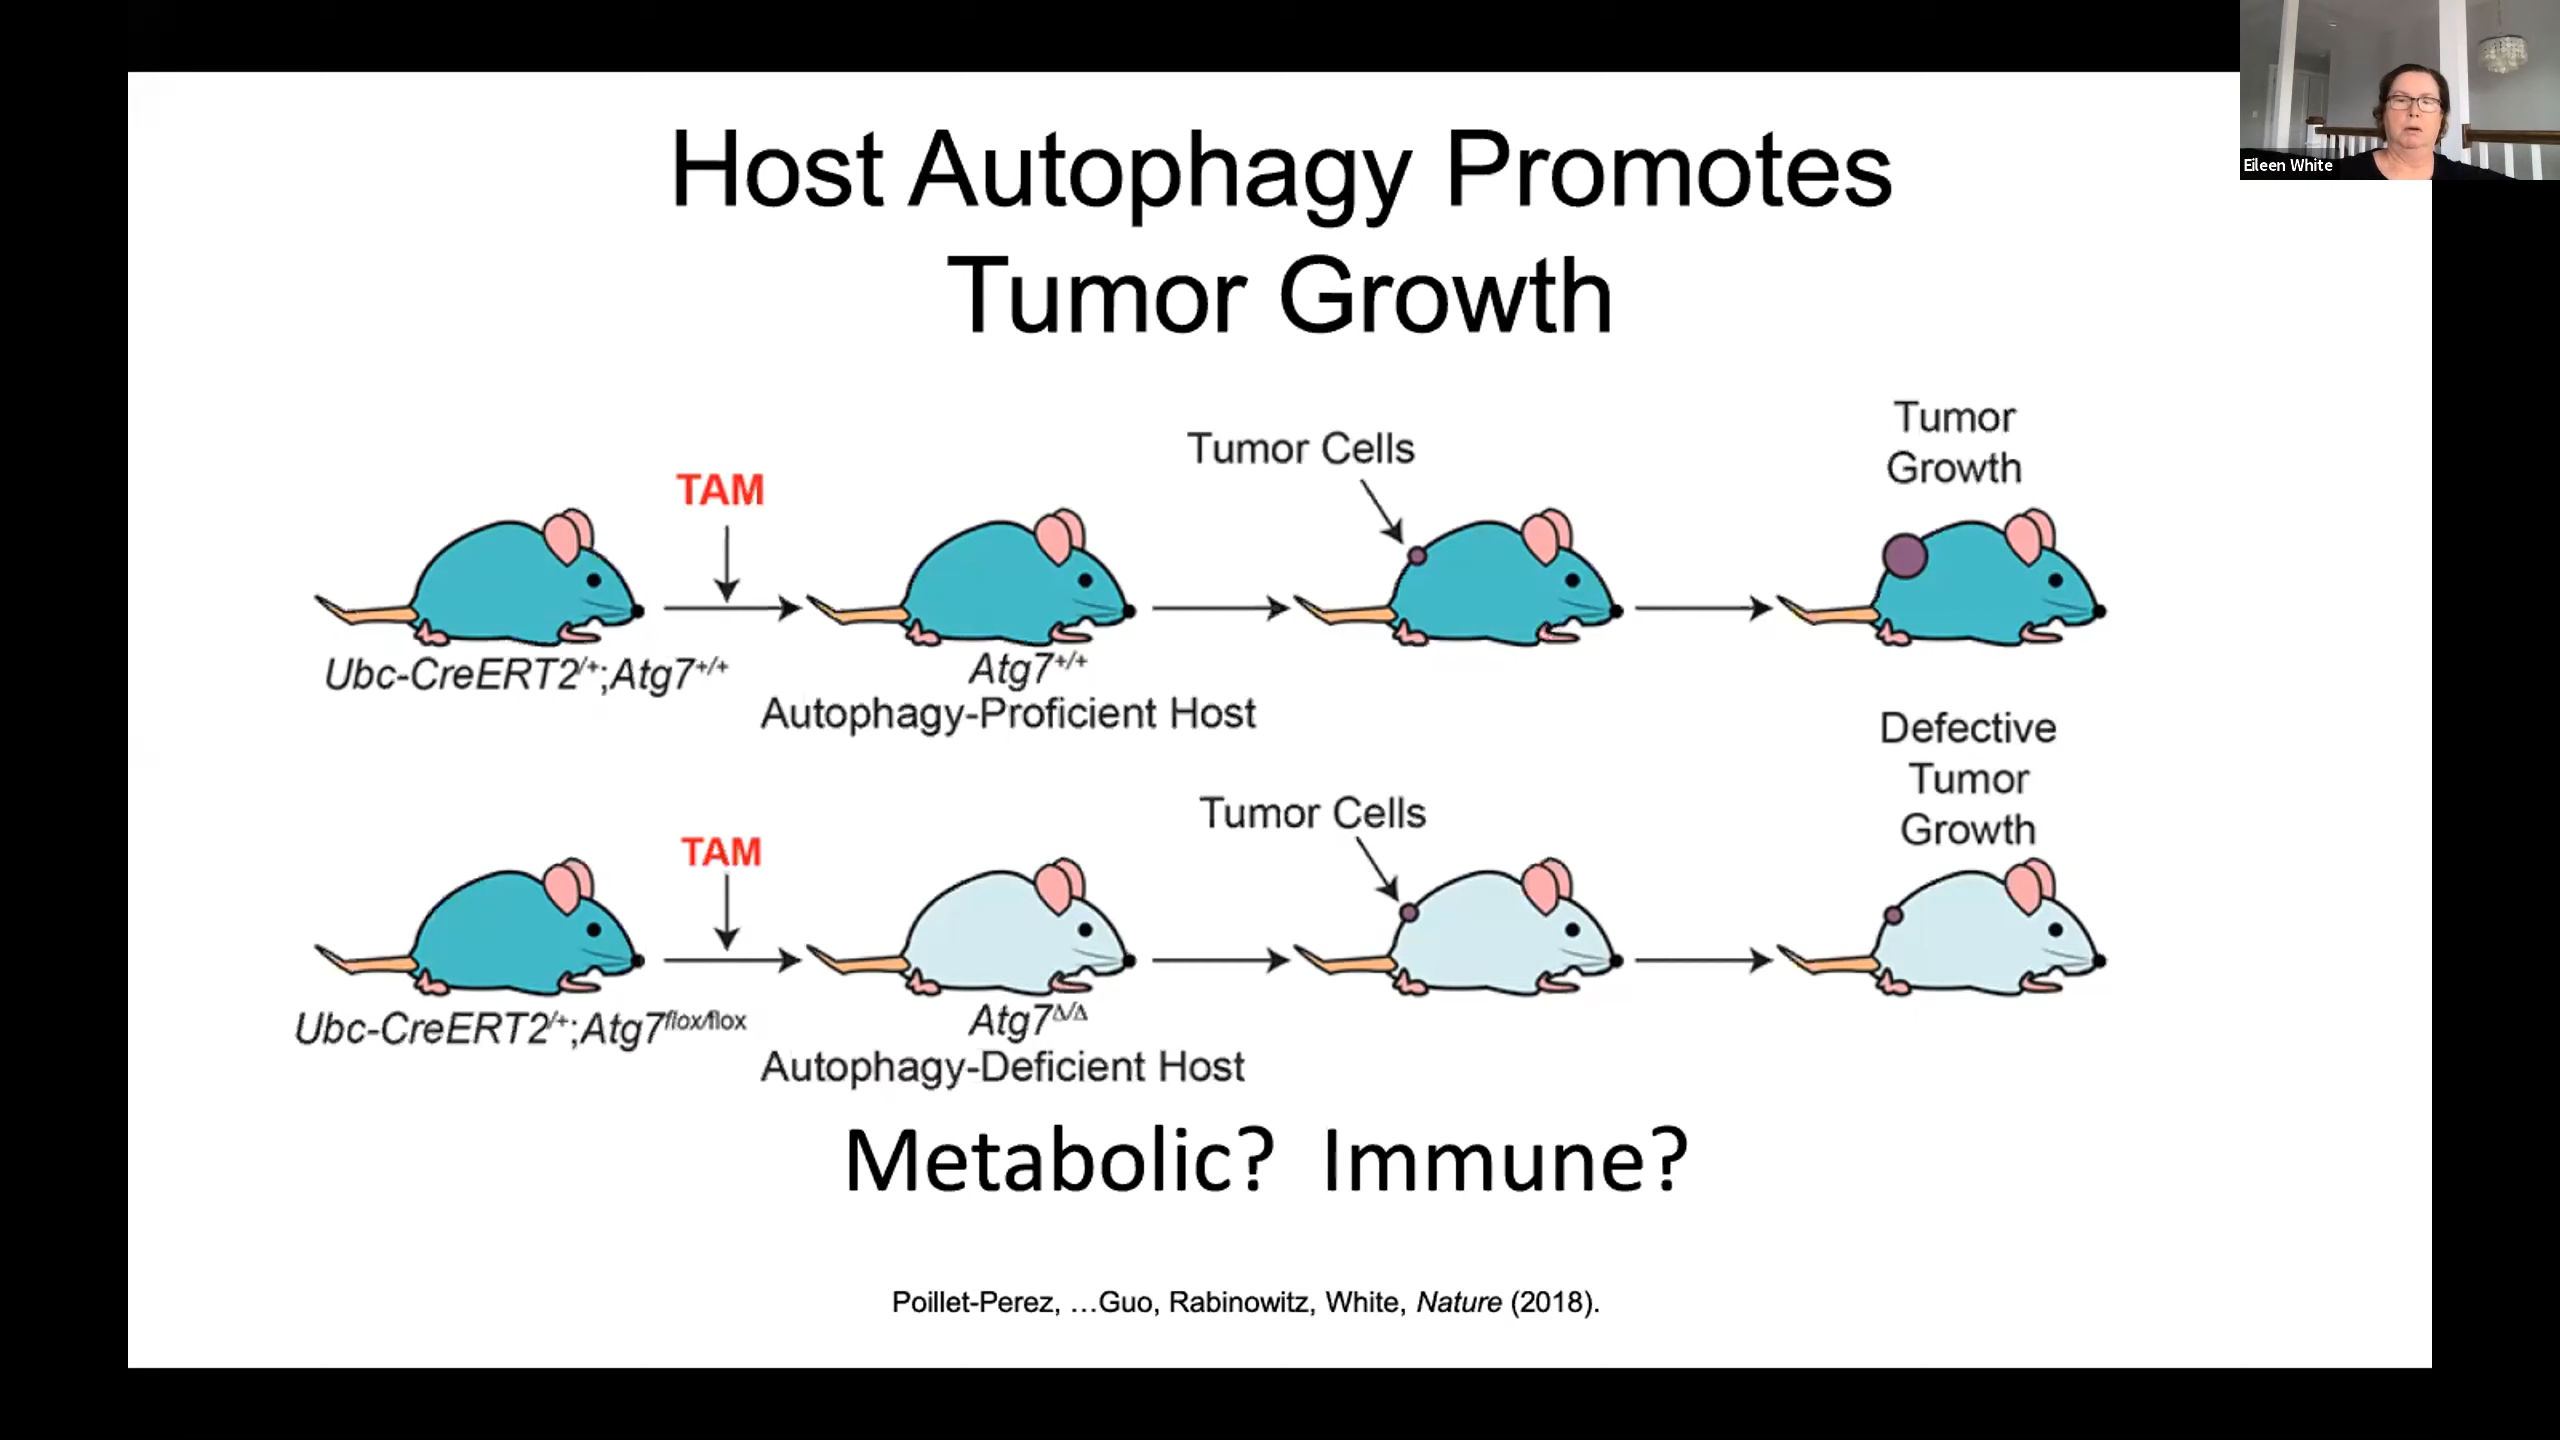 Eileen White
Host Autophagy Promotes
Tumor Growth
Tumor
Growth
Tumor Cells
TAM
Ubc-CreERT2/+;Atg7+/+
Atg7+/+
Autophagy-Proficient Host
Defective
Tumor
Growth
Tumor Cells
TAM
Ubc-CreERT2/+;Atg7flox/flox
Atg7Δ/Δ
Autophagy-Deficient Host
Metabolic? Immune?
Poillet-Perez, …Guo, Rabinowitz, White, Nature (2018).